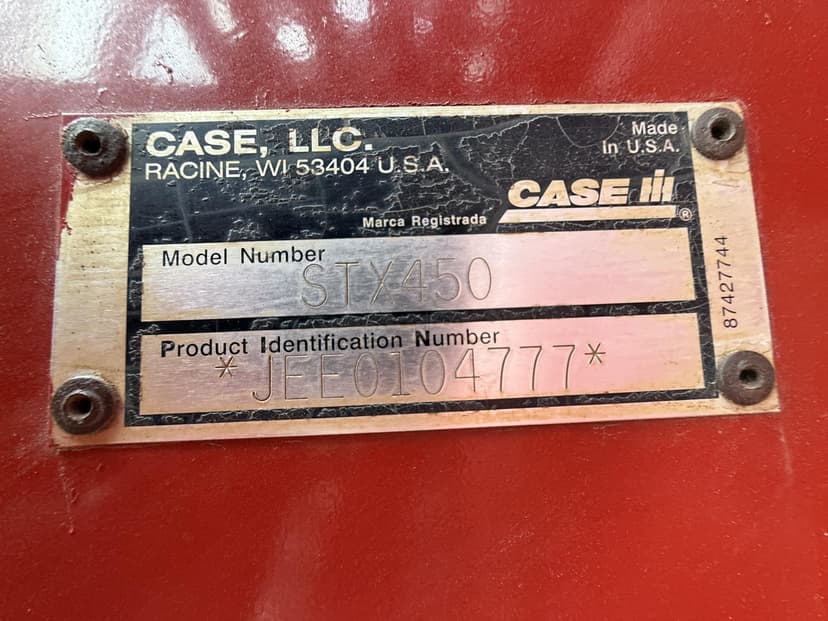 CASE, LLC.
RACINE, WI 53404 U.S.A.
Made
In U.S.A.
CASE IH
®
Marca Registrada
Model Number
STX450
Product Identification Number
*JEE0104777*
87427744